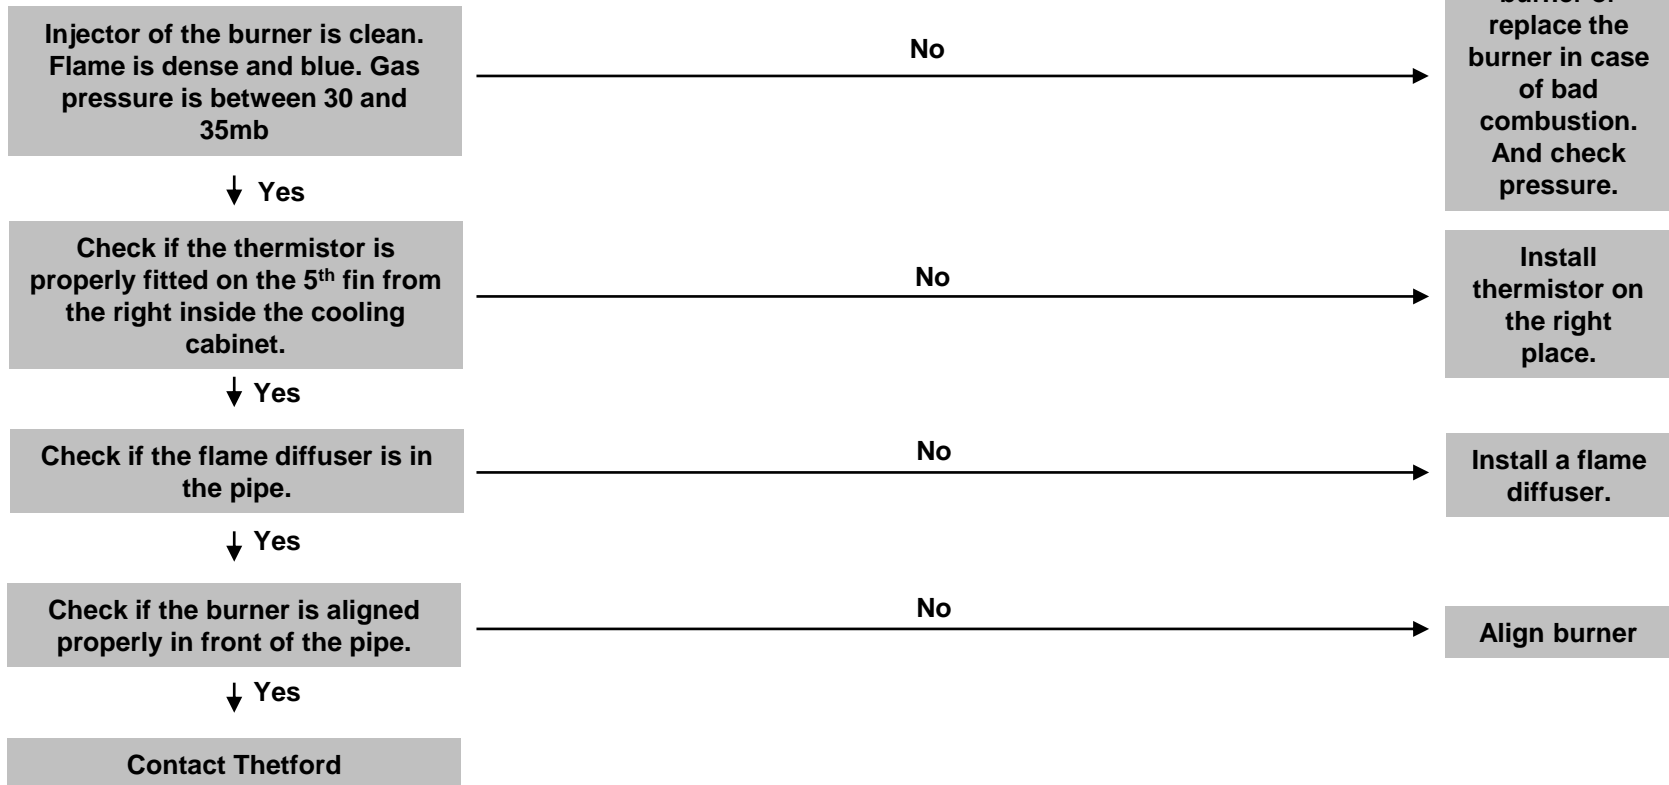 Injector of the burner is clean.
Flame is dense and blue. Gas
pressure is between 30 and
35mb
No
replace the
burner in case
of bad
combustion.
And check
pressure.
Yes
Check if the thermistor is
properly fitted on the 5th fin from
the right inside the cooling
cabinet.
No
Install
thermistor on
the right
place.
Yes
Check if the flame diffuser is in
the pipe.
No
Install a flame
diffuser.
Yes
Check if the burner is aligned
properly in front of the pipe.
No
Align burner
Yes
Contact Thetford